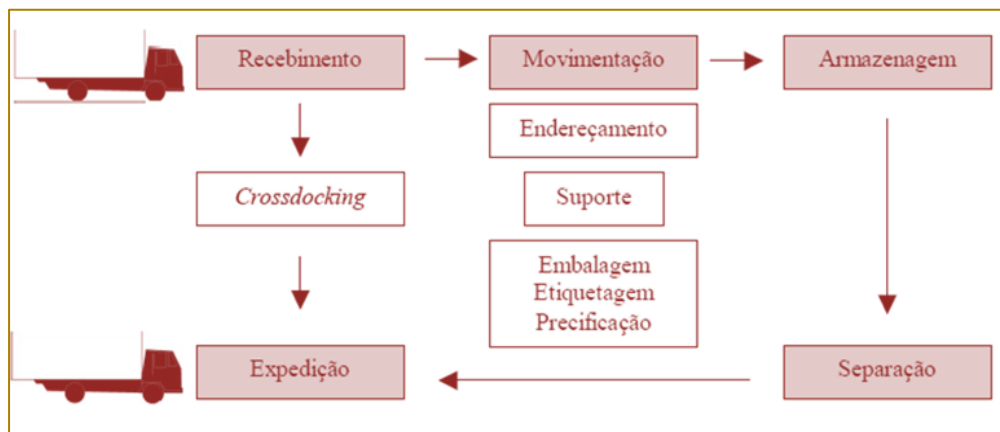 Recebimento
Movimentação
Armazenagem
Endereçamento
Crossdocking
Suporte
Embalagem
Etiquetagem
Precificação
Expedição
Separação